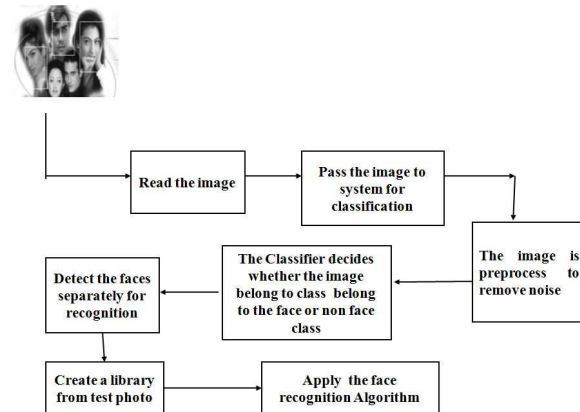 Read the image
Pass the image to
system for
classification
The image is
preprocess to
remove noise
The Classifier decides
whether the image
belong to class belong
to the face or non face
class
Detect the faces
separately for
recognition
Create a library
from test photo
Apply the face
recognition Algorithm